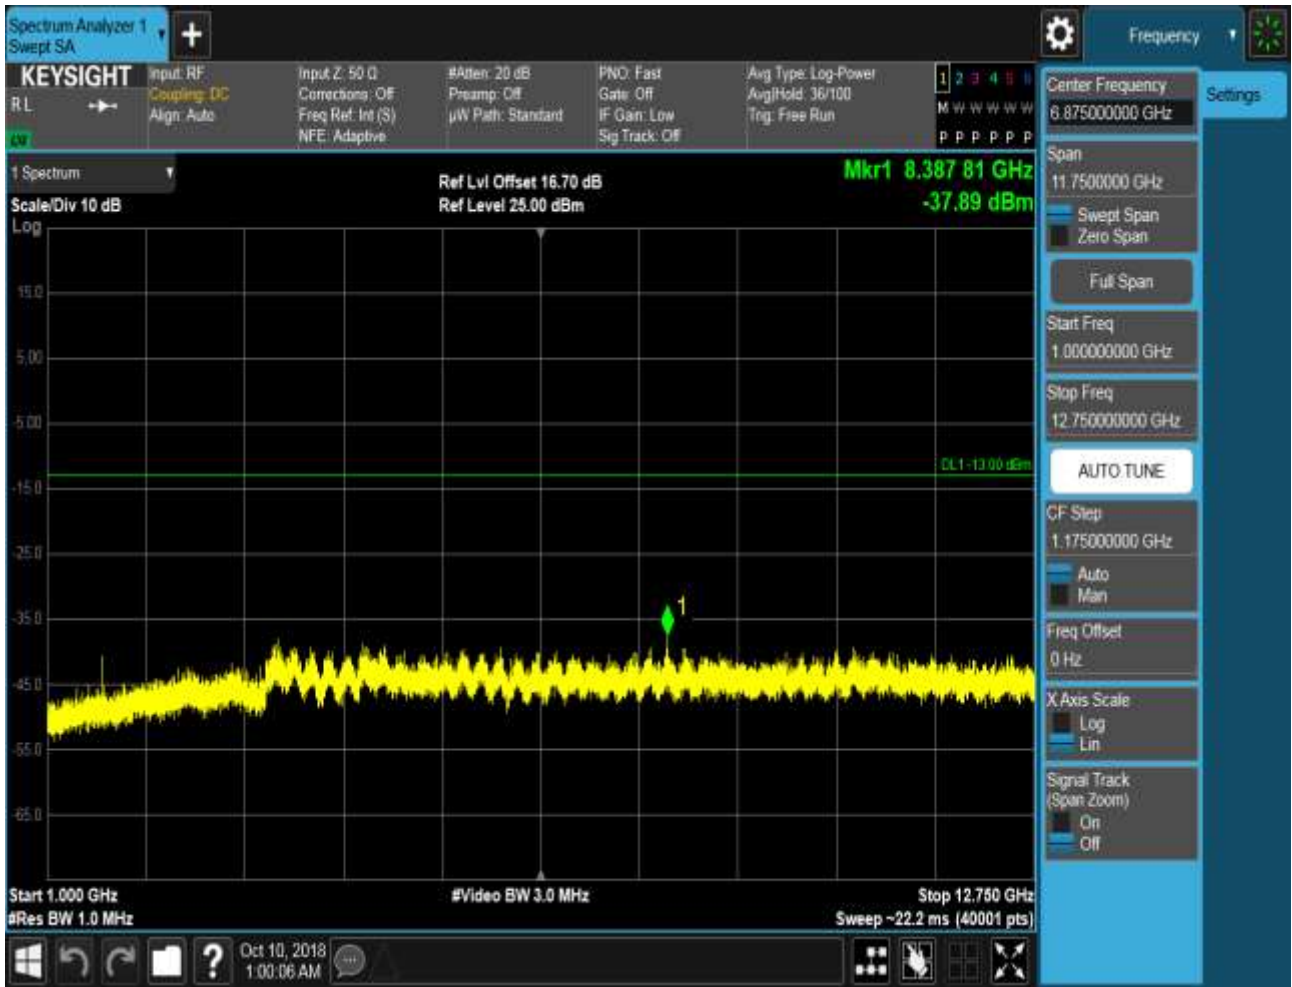 Spectrum Analyzer 1
Swept SA
+
Frequency
KEYSIGHT
RL
Input: RF
Coupling: DC
Align: Auto
Input Z: 50 Ω
Corrections: Off
Freq Ref: Int (S)
NFE: Adaptive
#Atten: 20 dB
Preamp: Off
µW Path: Standard
PNO: Fast
Gate: Off
IF Gain: Low
Sig Track: Off
Avg Type: Log-Power
Avg|Hold: 36/100
Trig: Free Run
1 2 3 4 5 6
M W W W W W
P P P P P P
1 Spectrum
Scale/Div 10 dB
Log
Ref Lvl Offset 16.70 dB
Ref Level 25.00 dBm
Mkr1 8.387 81 GHz
-37.89 dBm
15.0
5.00
-5.00
DL1 -13.00 dBm
-15.0
-25.0
-35.0
1
-45.0
-55.0
-65.0
Start 1.000 GHz
#Video BW 3.0 MHz
Stop 12.750 GHz
#Res BW 1.0 MHz
Sweep ~22.2 ms (40001 pts)
?
Oct 10, 2018
1:00:06 AM
Center Frequency
6.875000000 GHz
Settings
Span
11.7500000 GHz
Swept Span
Zero Span
Full Span
Start Freq
1.000000000 GHz
Stop Freq
12.750000000 GHz
AUTO TUNE
CF Step
1.175000000 GHz
Auto
Man
Freq Offset
0 Hz
X Axis Scale
Log
Lin
Signal Track
(Span Zoom)
On
Off